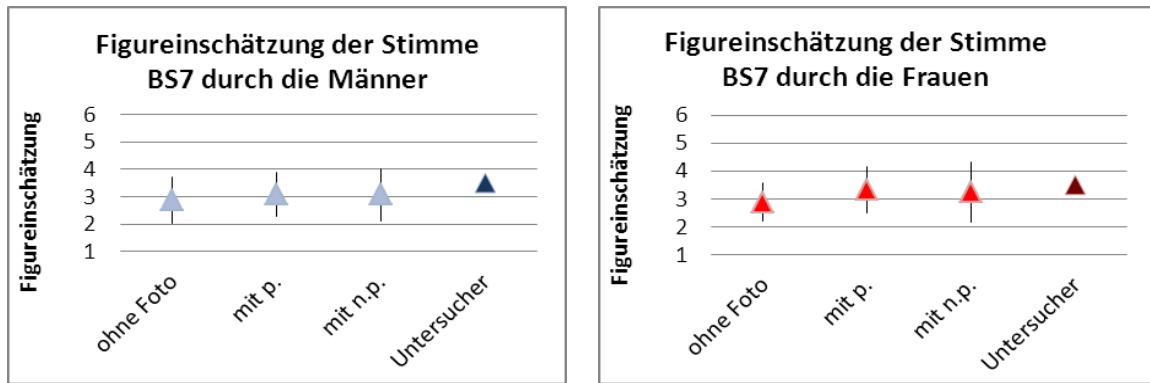 Figureinschätzung der Stimme
BS7 durch die Männer
Figureinschätzung
6
5
4
3
2
1
ohne Foto
mit p.
mit n.p.
Untersucher
Figureinschätzung der Stimme
BS7 durch die Frauen
Figureinschätzung
6
5
4
3
2
1
ohne Foto
mit p.
mit n.p.
Untersucher